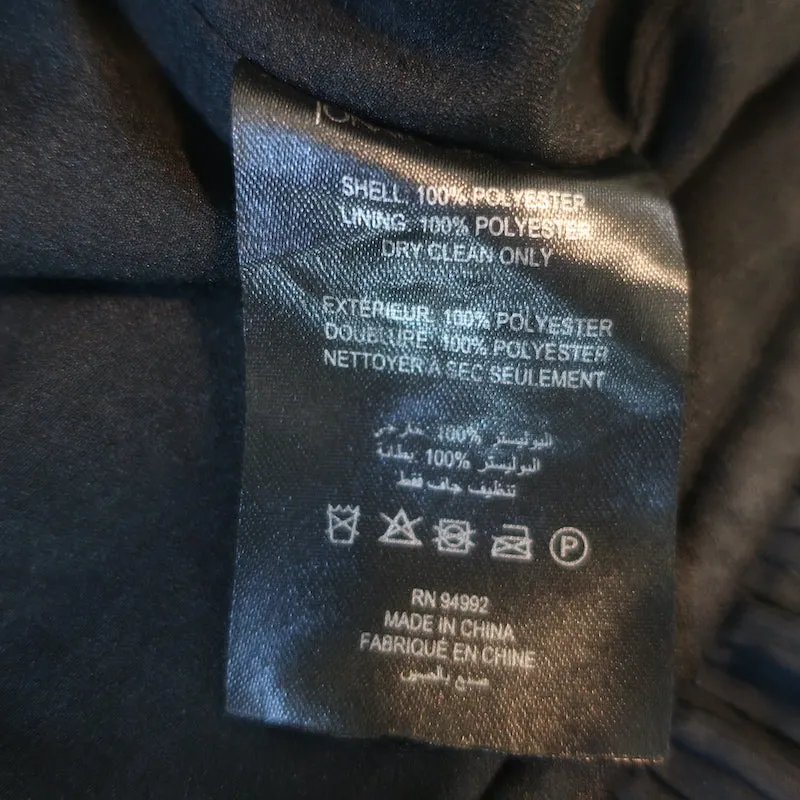 SHELL: 100% POLYESTER
LINING: 100% POLYESTER
DRY CLEAN ONLY
EXTÉRIEUR: 100% POLYESTER
DOUBLURE: 100% POLYESTER
NETTOYER À SEC SEULEMENT
البوليستر 100% خارجي
البوليستر 100% بطانة
تنظيف جاف فقط
P
RN 94992
MADE IN CHINA
FABRIQUÉ EN CHINE
صنع بالصين